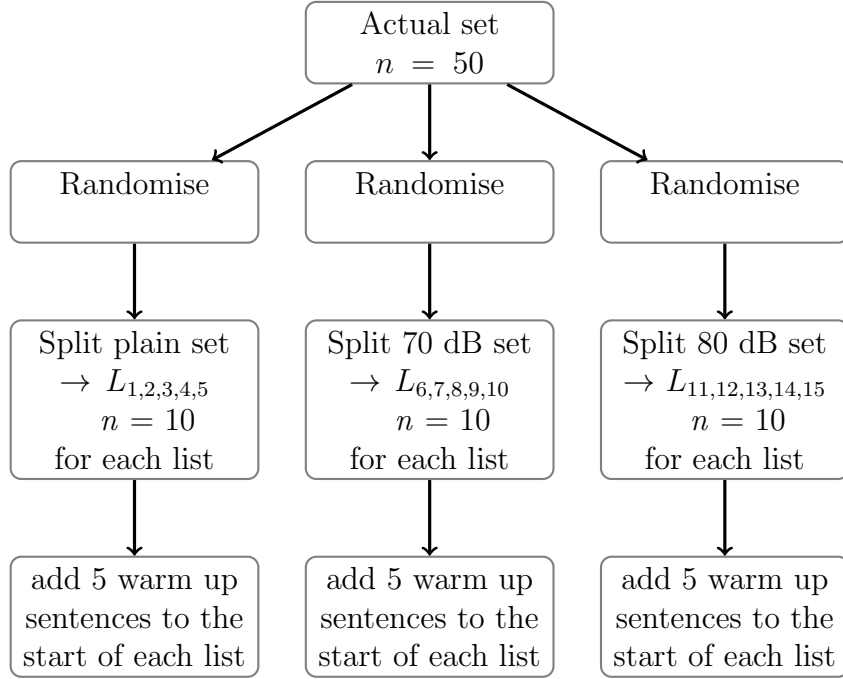 Actual set
n = 50
Randomise
Randomise
Randomise
Split plain set
→ L1,2,3,4,5
n = 10
for each list
Split 70 dB set
→ L6,7,8,9,10
n = 10
for each list
Split 80 dB set
→ L11,12,13,14,15
n = 10
for each list
add 5 warm up
sentences to the
start of each list
add 5 warm up
sentences to the
start of each list
add 5 warm up
sentences to the
start of each list